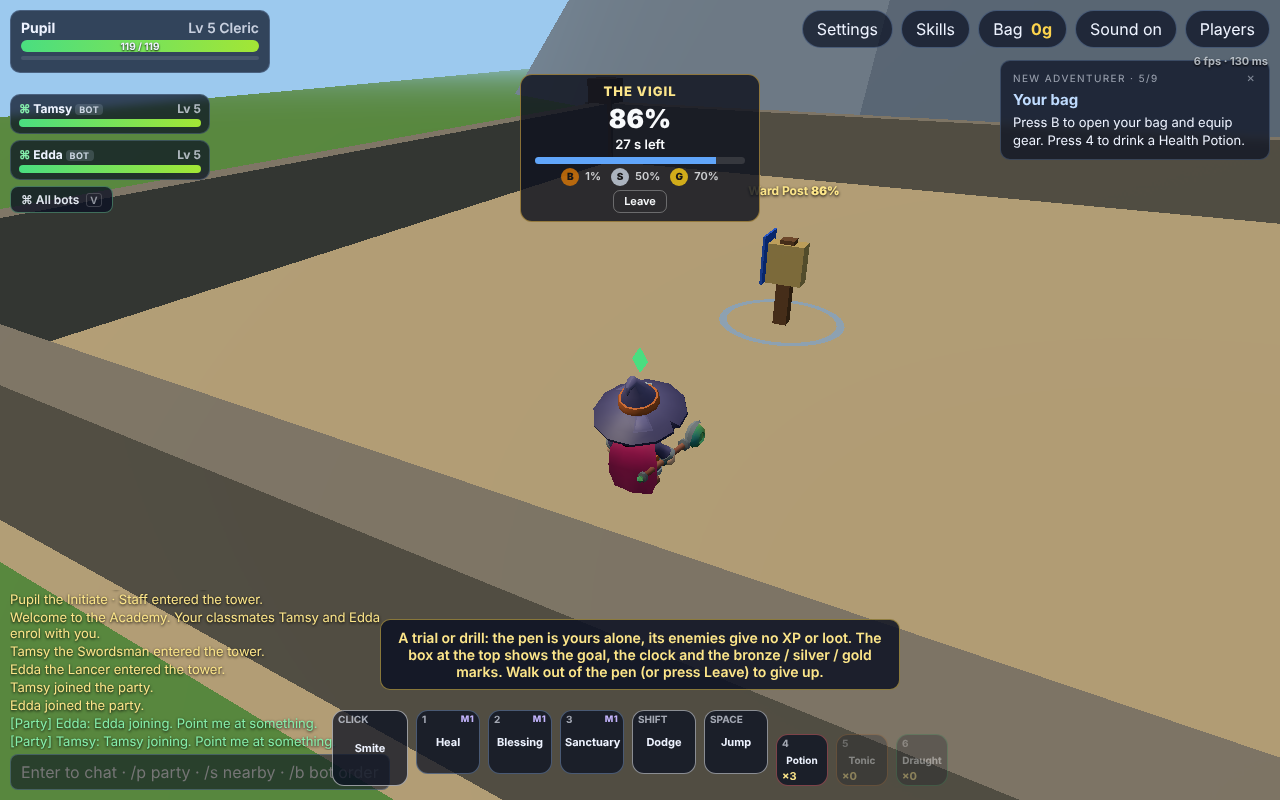 Pupil Lv 5 Cleric
119 / 119
⌘ Tamsy BOT Lv 5
⌘ Edda BOT Lv 5
⌘ All bots V
THE VIGIL
86%
27 s left
B 1% S 50% G 70%
Leave
Settings Skills Bag 0g Sound on Players
6 fps · 130 ms
NEW ADVENTURER · 5/9 ×
Your bag
Press B to open your bag and equip
gear. Press 4 to drink a Health Potion.
Ward Post 86%
Pupil the Initiate · Staff entered the tower.
Welcome to the Academy. Your classmates Tamsy and Edda
enrol with you.
Tamsy the Swordsman entered the tower.
Edda the Lancer entered the tower.
Tamsy joined the party.
Edda joined the party.
[Party] Edda: Edda joining. Point me at something.
[Party] Tamsy: Tamsy joining. Point me at something
Enter to chat · /p party · /s nearby · /b bot order
A trial or drill: the pen is yours alone, its enemies give no XP or loot. The
box at the top shows the goal, the clock and the bronze / silver / gold
marks. Walk out of the pen (or press Leave) to give up.
CLICK
Smite
1 M1
Heal
2 M1
Blessing
3 M1
Sanctuary
SHIFT
Dodge
SPACE
Jump
4
Potion
×3
5
Tonic
×0
6
Draught
×0